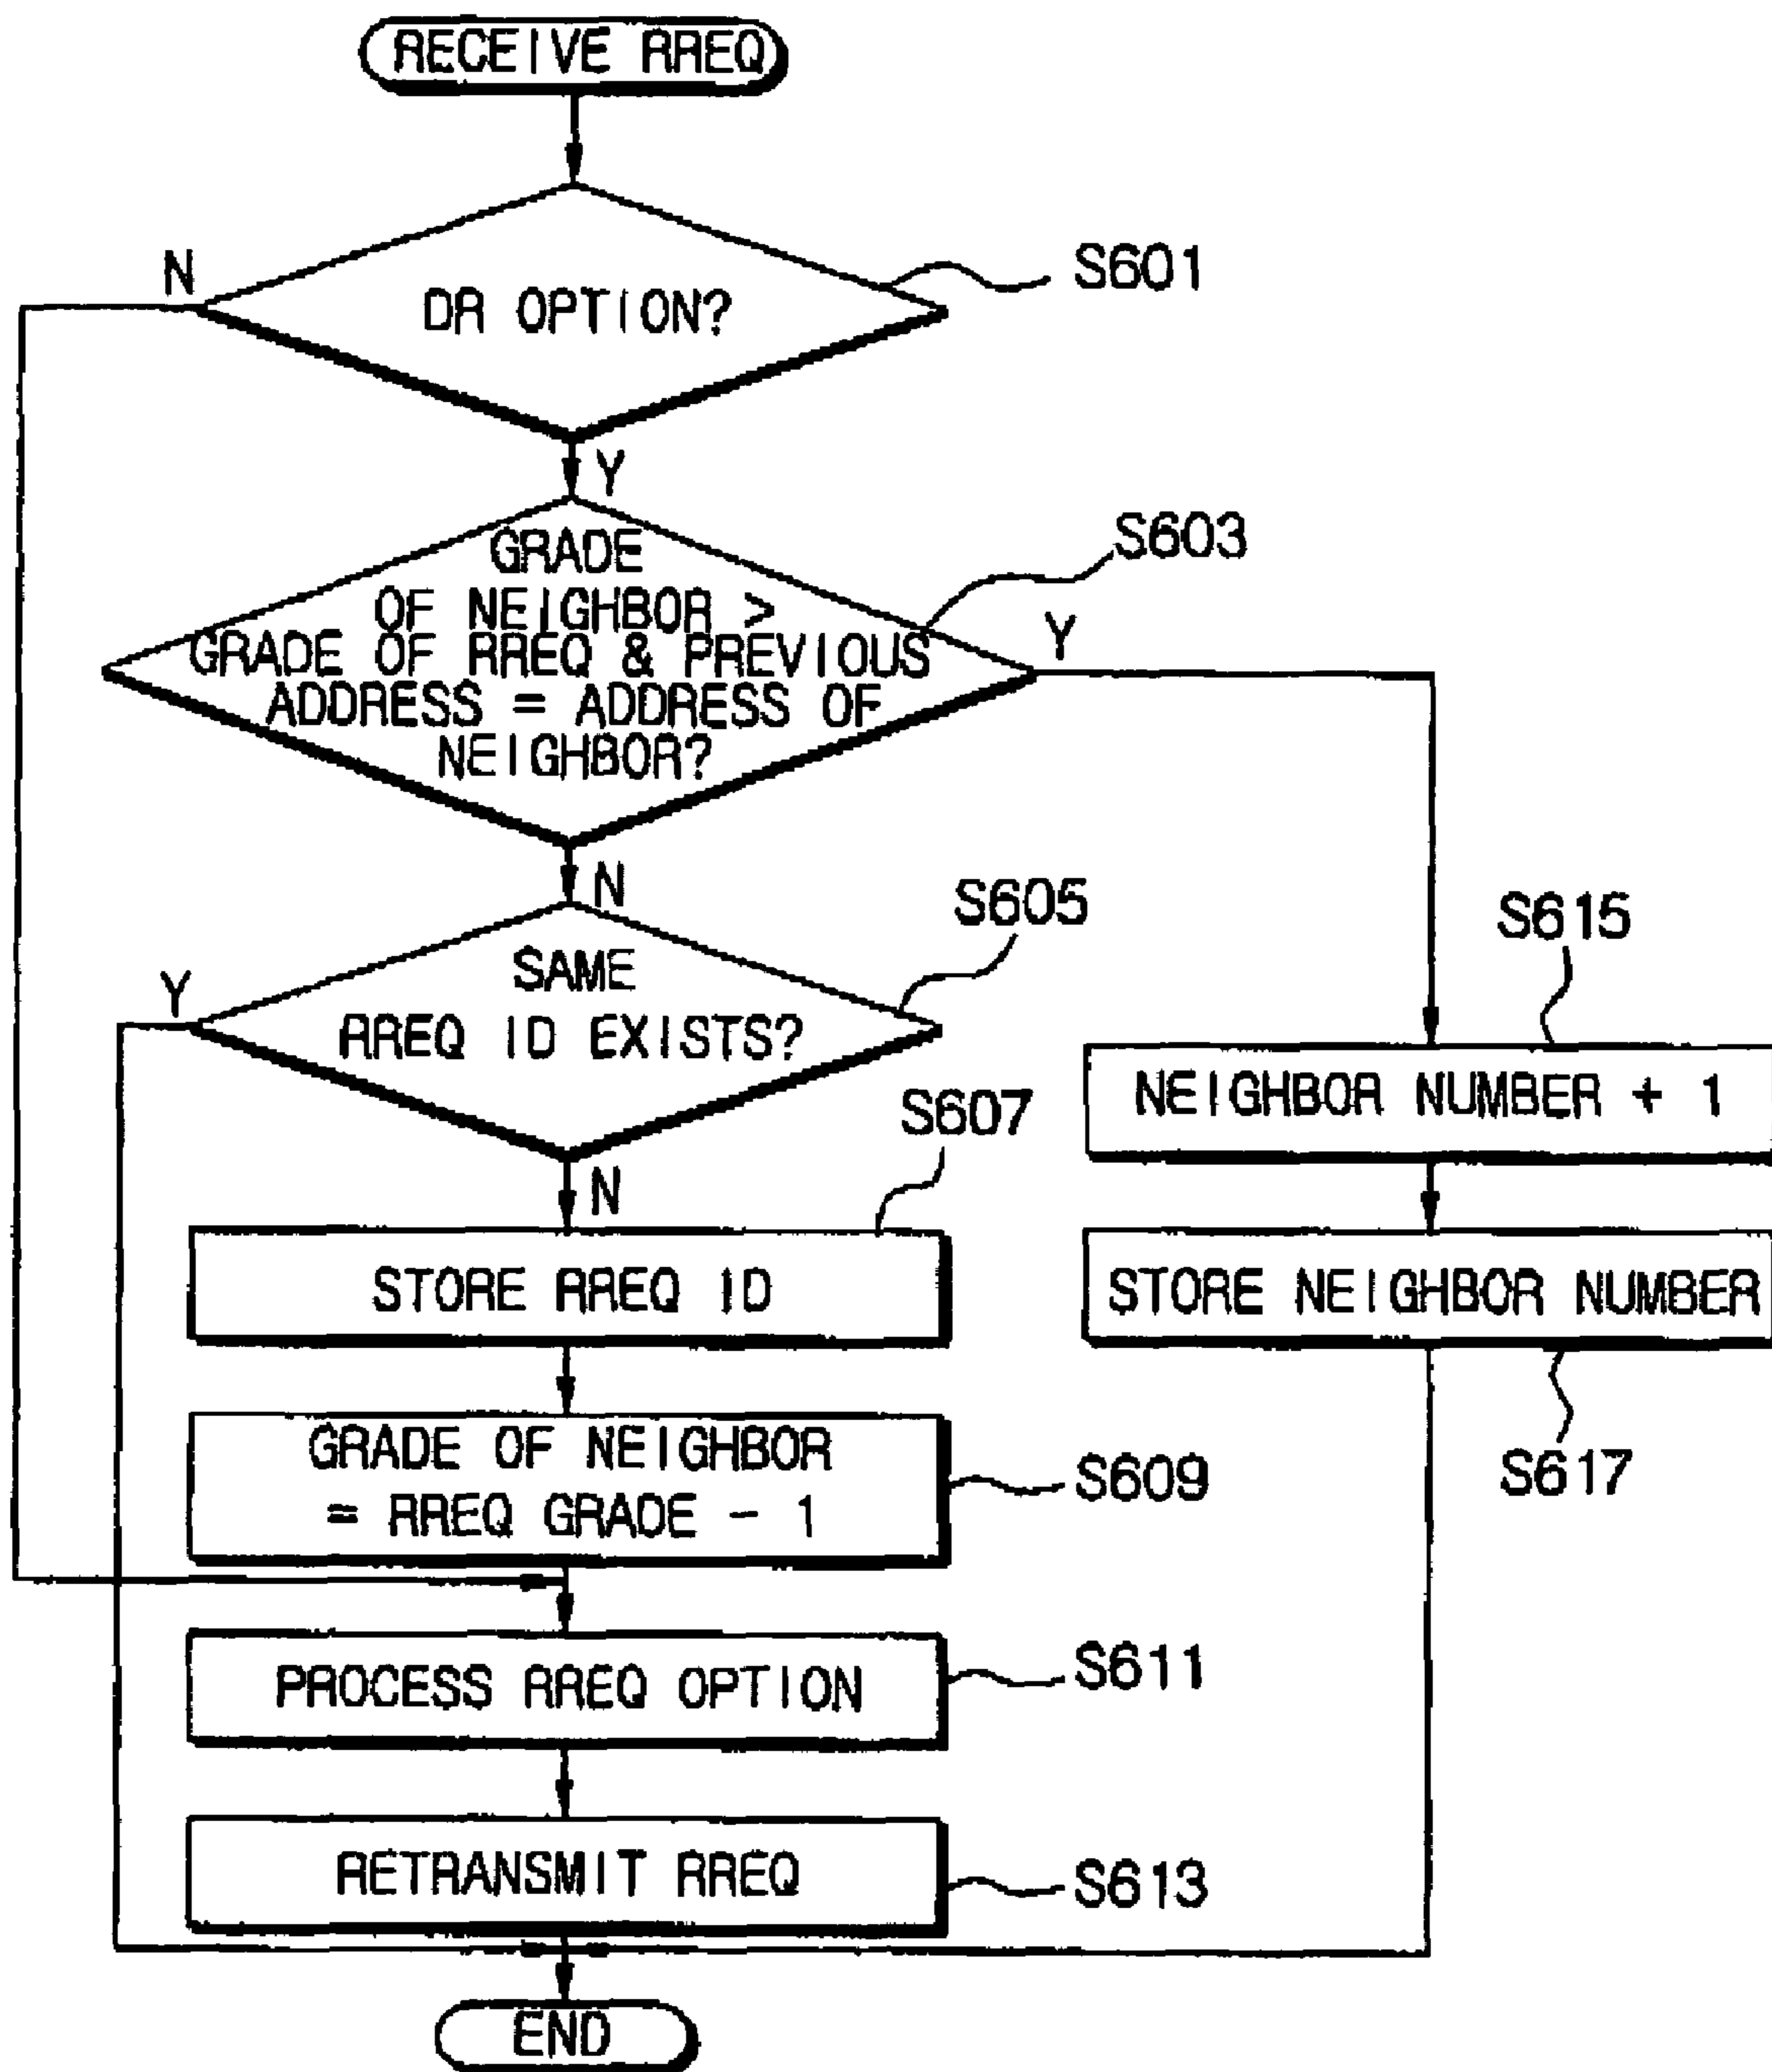 RECEIVE RREQ
N
DR OPTION?
S601
Y
GRADE
OF NEIGHBOR >
GRADE OF RREQ & PREVIOUS
ADDRESS = ADDRESS OF
NEIGHBOR?
S603
Y
N
SAME
RREQ ID EXISTS?
S605
Y
N
S607
STORE RREQ ID
S615
NEIGHBOR NUMBER + 1
STORE NEIGHBOR NUMBER
S617
GRADE OF NEIGHBOR
= RREQ GRADE - 1
S609
PROCESS RREQ OPTION
S611
RETRANSMIT RREQ
S613
END